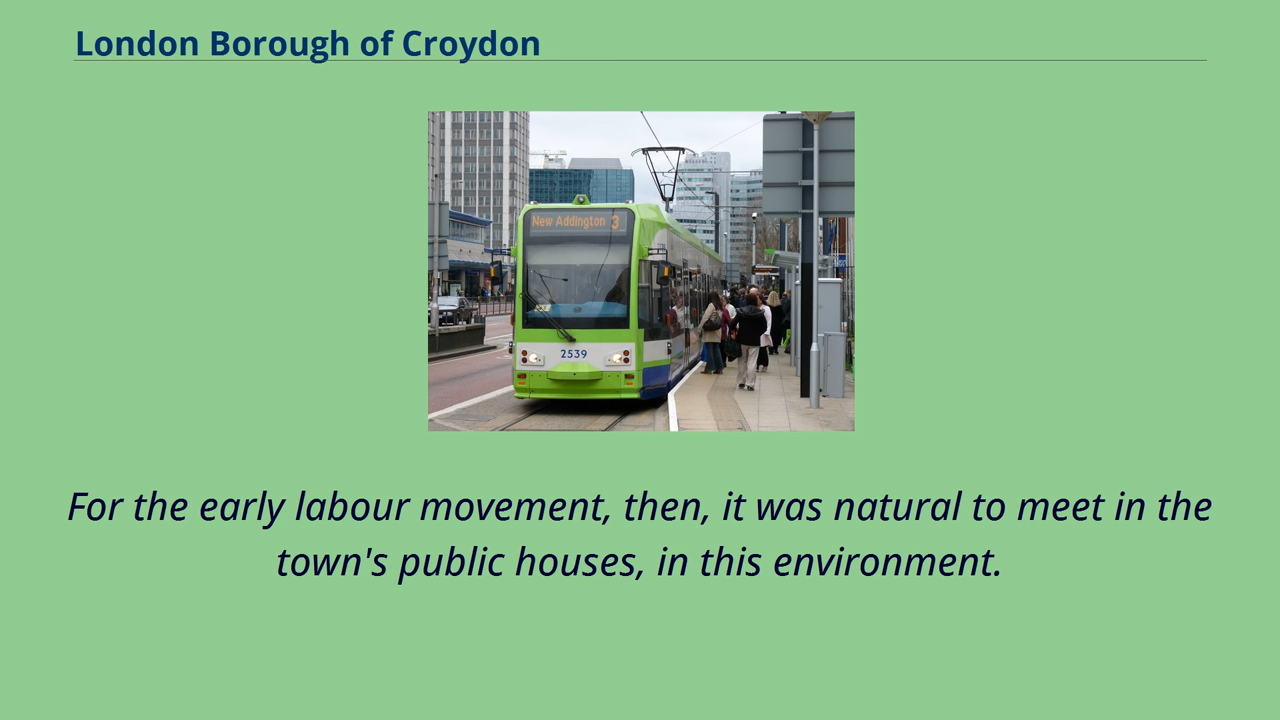 London Borough of Croydon
New Addington 3
2539
For the early labour movement, then, it was natural to meet in the
town's public houses, in this environment.